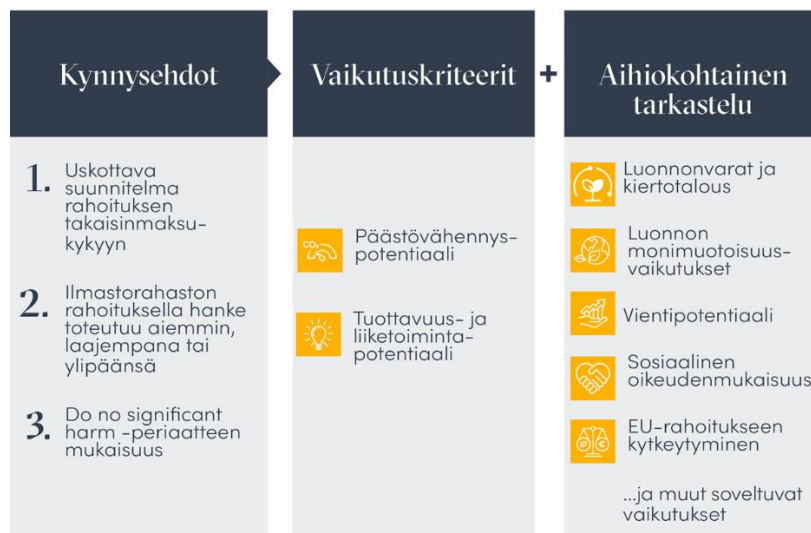 Kynnysehdot
1. Uskottava
suunnitelma
rahoituksen
takaisinmaksu-
kykyyn
2. Ilmastorahaston
rahoituksella hanke
toteutuu aiemmin,
laajempana tai
ylipäänsä
3. Do no significant
harm -periaatteen
mukaisuus
Vaikutuskriteerit
CO₂
Päästövähennys-
potentiaali
Tuottavuus- ja
liiketoiminta-
potentiaali
+
Aihiokohtainen
tarkastelu
Luonnonvarat ja
kiertotalous
Luonnon
monimuotoisuus-
vaikutukset
Vientipotentiaali
Sosiaalinen
oikeudenmukaisuus
€
EU-rahoitukseen
kytkeytyminen
...ja muut soveltuvat
vaikutukset